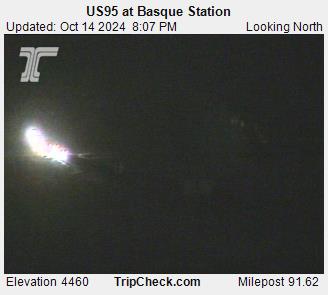 US95 at Basque Station
Updated: Oct 14 2024 8:07 PM Looking North
Elevation 4460 TripCheck.com Milepost 91.62